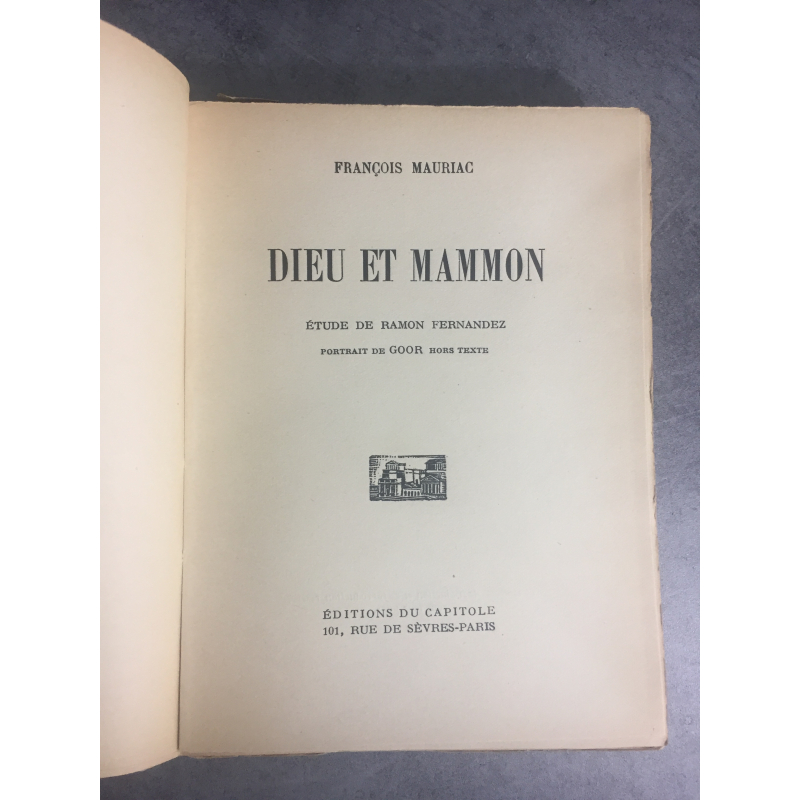 FRANÇOIS MAURIAC
DIEU ET MAMMON
ÉTUDE DE RAMON FERNANDEZ
PORTRAIT DE GOOR HORS TEXTE
ÉDITIONS DU CAPITOLE
101, RUE DE SÈVRES-PARIS